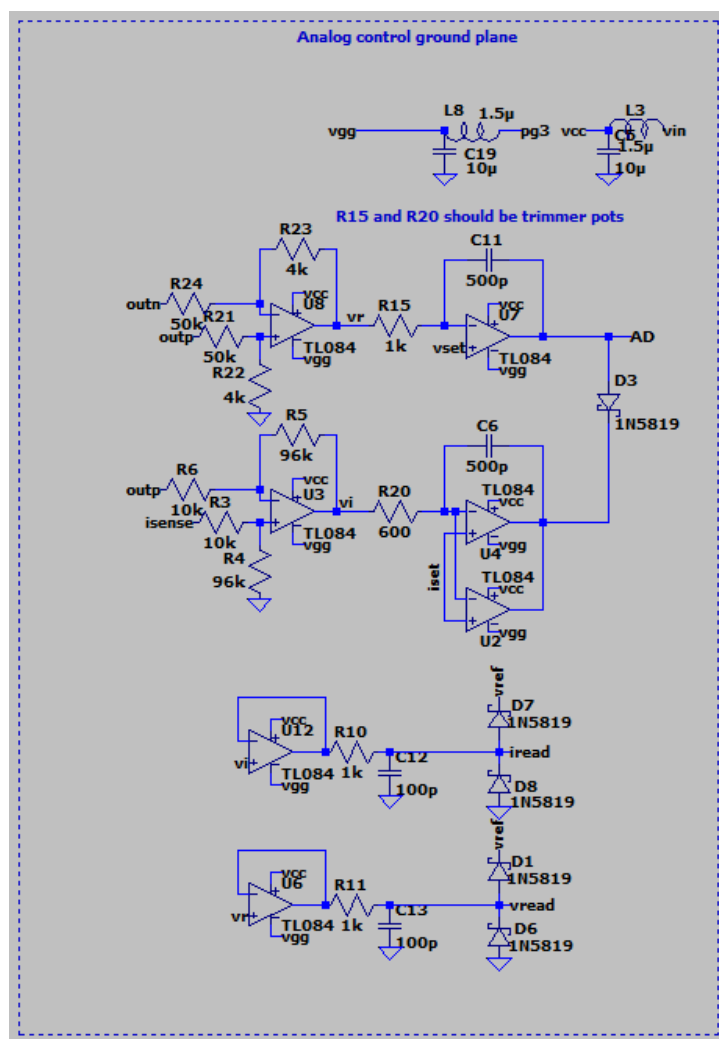 Analog control ground plane
L8
1.5µ
vgg
pg3
C19
10µ
L3
vcc
vin
C5
1.5µ
10µ
R15 and R20 should be trimmer pots
R23
4k
R24
outn
50k
R21
outp
50k
R22
4k
vcc
U8
TL084
vgg
vr
R15
1k
C11
500p
vcc
U7
vset
TL084
vgg
AD
D3
1N5819
R5
96k
R6
outp
10k
R3
isense
10k
R4
96k
vcc
U3
TL084
vgg
vi
R20
600
C6
500p
TL084
vcc
vgg
U4
iset
TL084
vcc
vgg
U2
vcc
U12
vi
TL084
vgg
R10
1k
C12
100p
vref
D7
1N5819
iread
D8
1N5819
vcc
U6
vr
TL084
vgg
R11
1k
C13
100p
vref
D1
1N5819
vread
D6
1N5819